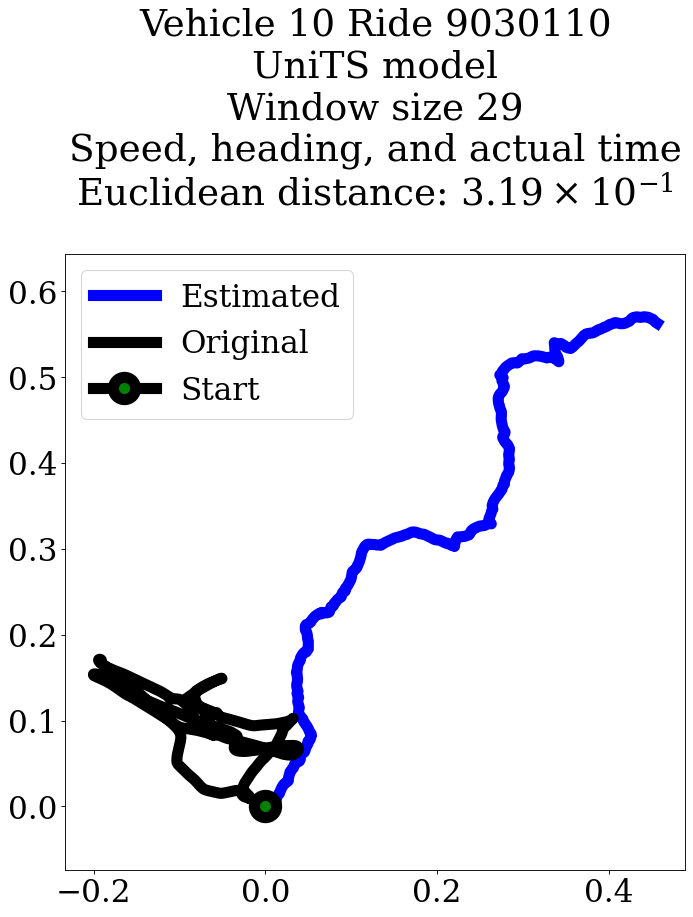 Vehicle 10 Ride 9030110
UniTS model
Window size 29
Speed, heading, and actual time
Euclidean distance: 3.19 × 10⁻¹
Estimated
Original
Start
0.6
0.5
0.4
0.3
0.2
0.1
0.0
−0.2 0.0 0.2 0.4